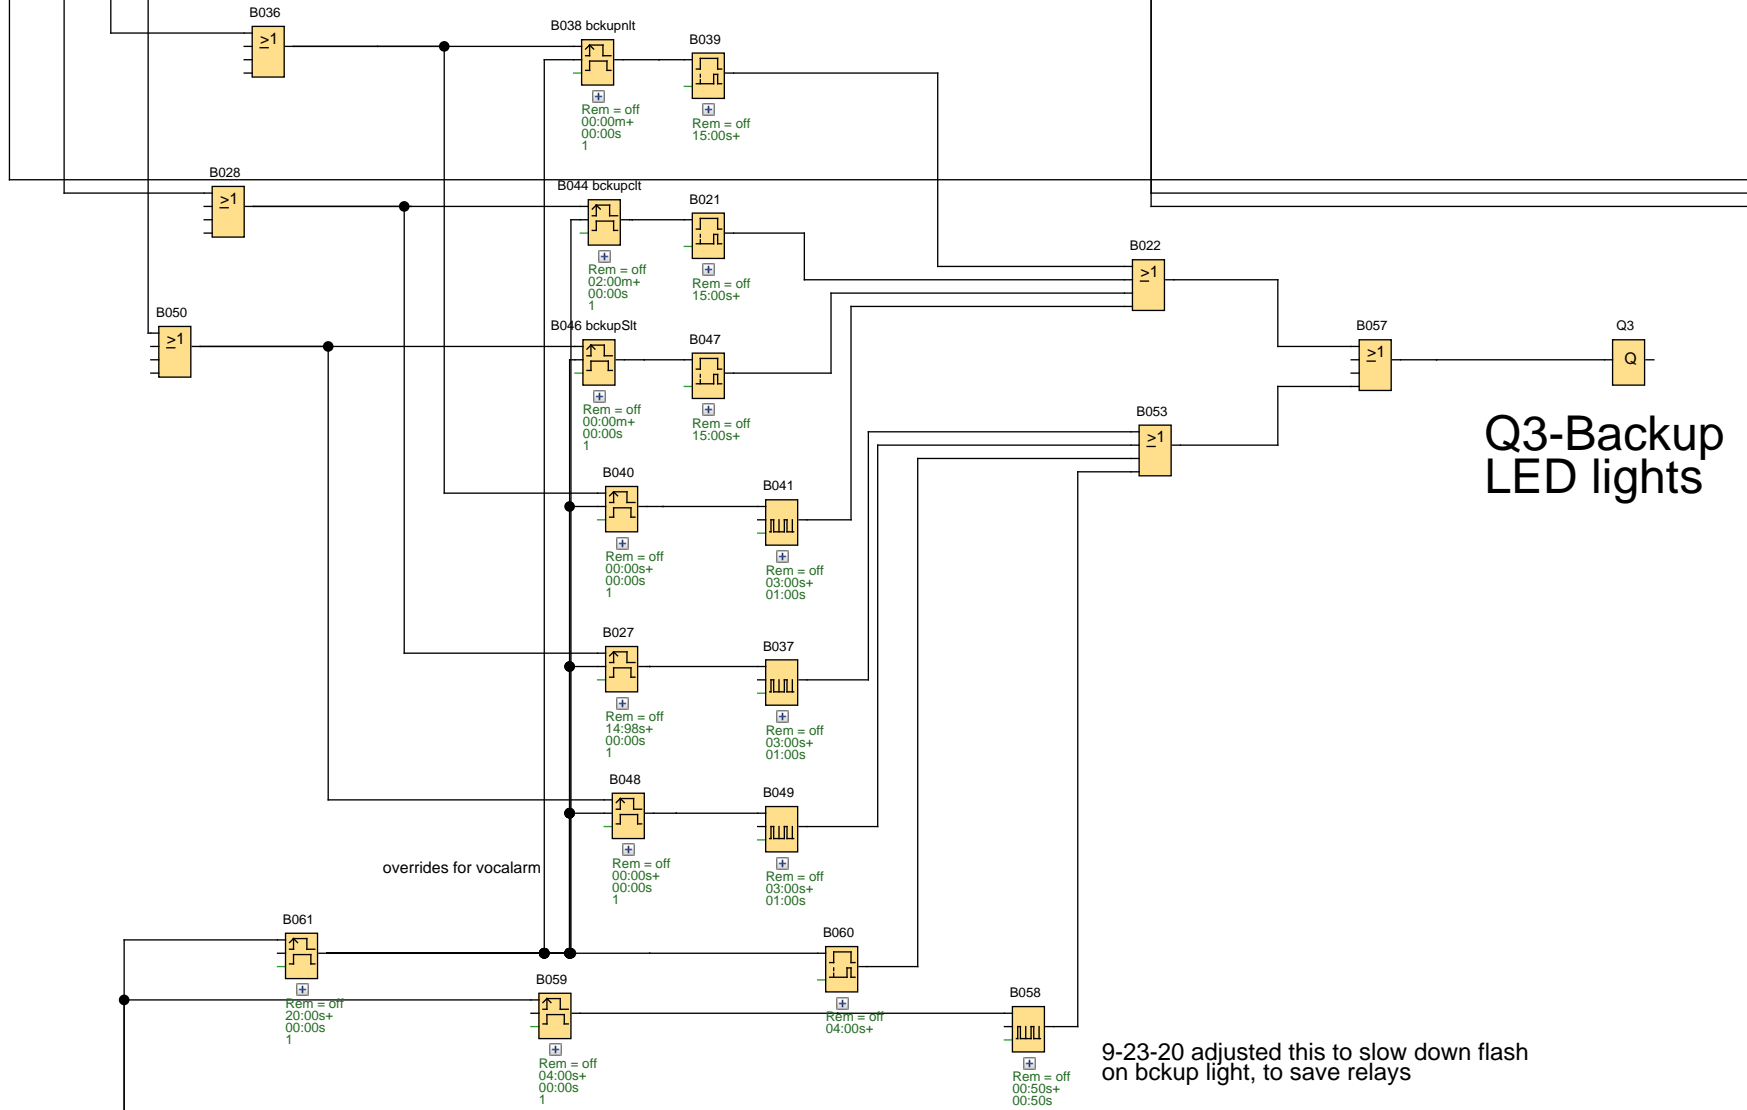 B036
≥1
B038 bckupnlt
Rem = off
00:00m+
00:00s
1
B039
Rem = off
15:00s+
B028
≥1
B044 bckupclt
Rem = off
02:00m+
00:00s
1
B021
Rem = off
15:00s+
B022
≥1
B050
≥1
B046 bckupSlt
Rem = off
00:00m+
00:00s
1
B047
Rem = off
15:00s+
B057
≥1
Q3
Q
Q3-Backup
LED lights
B053
≥1
B040
Rem = off
00:00s+
00:00s
1
B041
Rem = off
03:00s+
01:00s
B027
Rem = off
14:98s+
00:00s
1
B037
Rem = off
03:00s+
01:00s
B048
Rem = off
00:00s+
00:00s
1
B049
Rem = off
03:00s+
01:00s
overrides for vocalarm
B061
Rem = off
20:00s+
00:00s
1
B059
Rem = off
04:00s+
00:00s
1
B060
Rem = off
04:00s+
B058
Rem = off
00:50s+
00:50s
9-23-20 adjusted this to slow down flash
on bckup light, to save relays